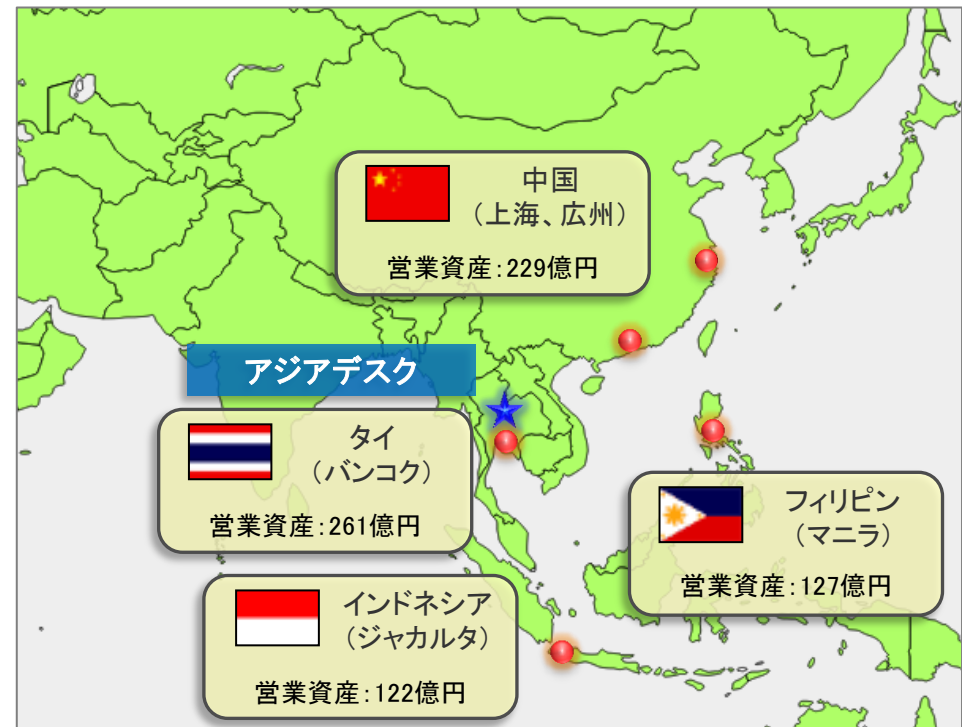 中国
（上海、広州）
営業資産：229億円
アジアデスク
タイ
（バンコク）
営業資産：261億円
フィリピン
（マニラ）
営業資産：127億円
インドネシア
（ジャカルタ）
営業資産：122億円